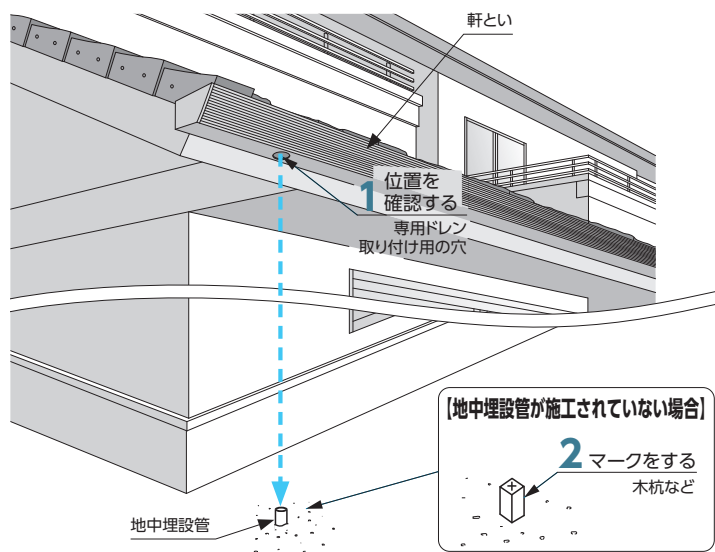 軒とい
1 位置を
確認する
専用ドレン
取り付け用の穴
【地中埋設管が施工されていない場合】
2 マークをする
木杭など
地中埋設管